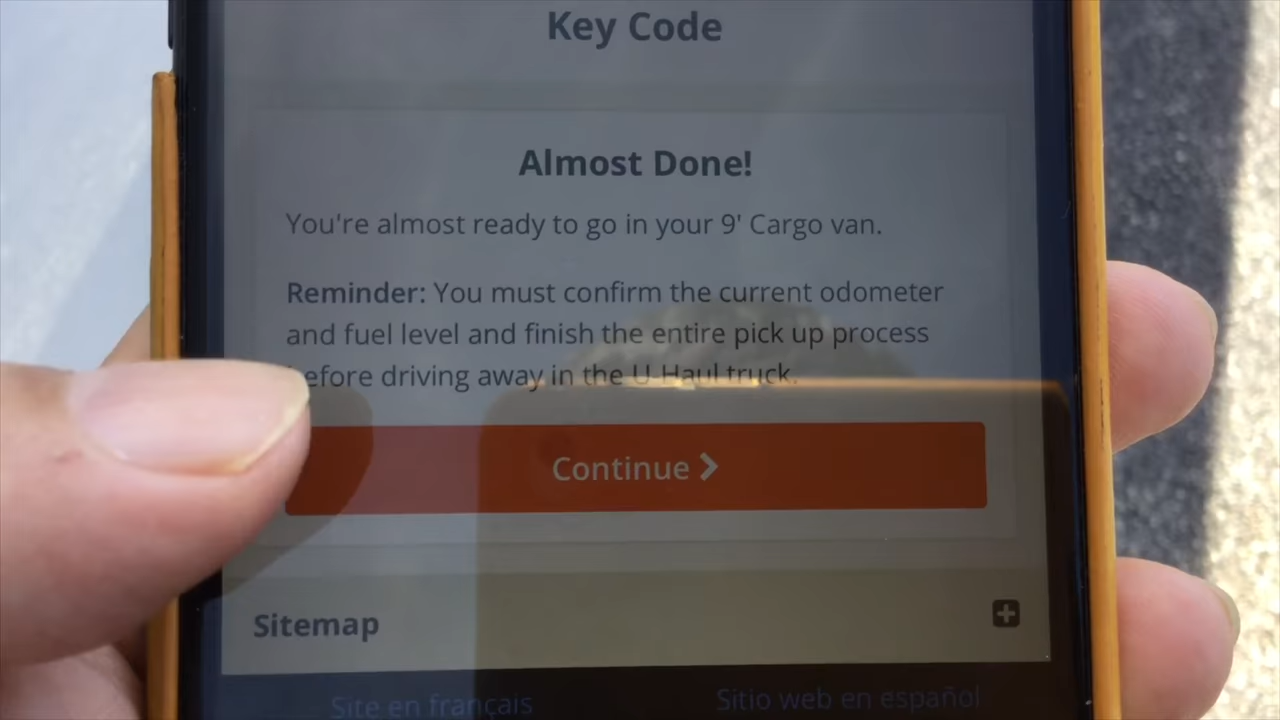 Key Code
Almost Done!
You're almost ready to go in your 9' Cargo van.
Reminder: You must confirm the current odometer
and fuel level and finish the entire pick up process
before driving away in the U-Haul truck.
Continue
Sitemap
Site en français
Sitio web en español